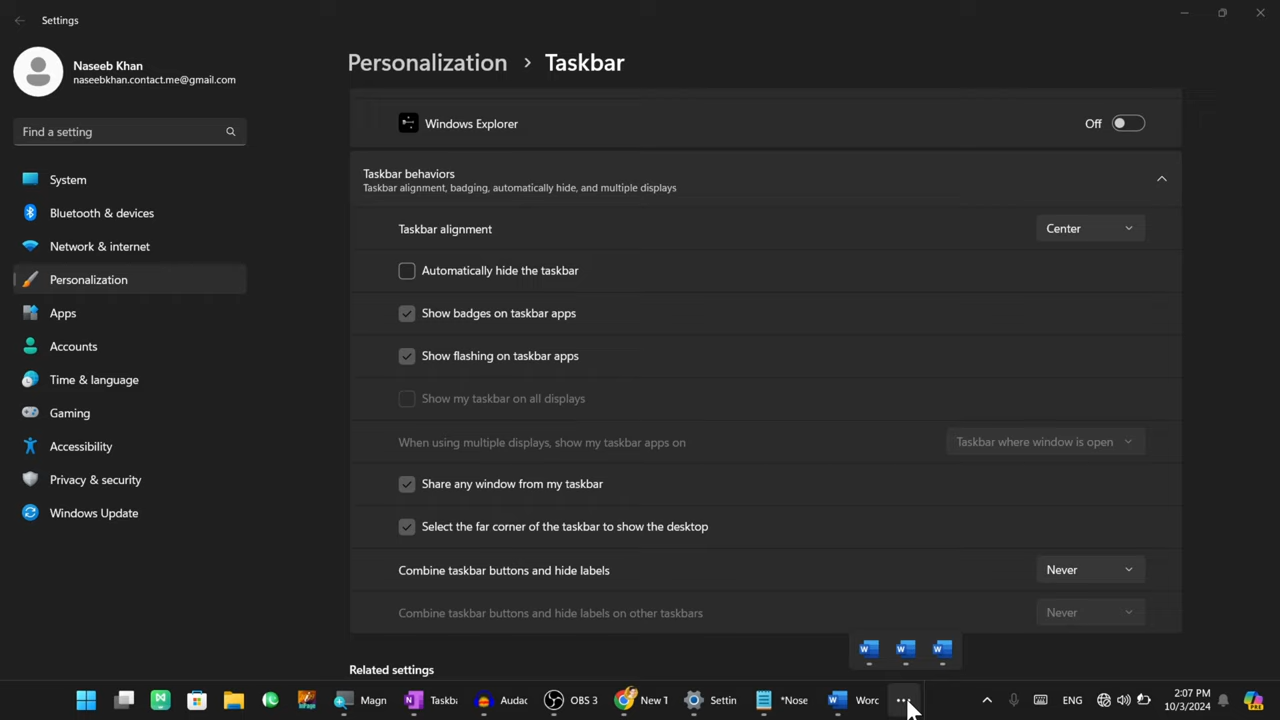 Settings
Naseeb Khan
naseebkhan.contact.me@gmail.com
Find a setting
System
Bluetooth & devices
Network & internet
Personalization
Apps
Accounts
Time & language
Gaming
Accessibility
Privacy & security
Windows Update
Personalization > Taskbar
Windows Explorer Off
Taskbar behaviors
Taskbar alignment, badging, automatically hide, and multiple displays
Taskbar alignment Center
Automatically hide the taskbar
Show badges on taskbar apps
Show flashing on taskbar apps
Show my taskbar on all displays
When using multiple displays, show my taskbar apps on Taskbar where window is open
Share any window from my taskbar
Select the far corner of the taskbar to show the desktop
Combine taskbar buttons and hide labels Never
Combine taskbar buttons and hide labels on other taskbars Never
Related settings
Magn Taskba Audac OBS 3 New T Settin *Nose Word ENG 2:07 PM
10/3/2024